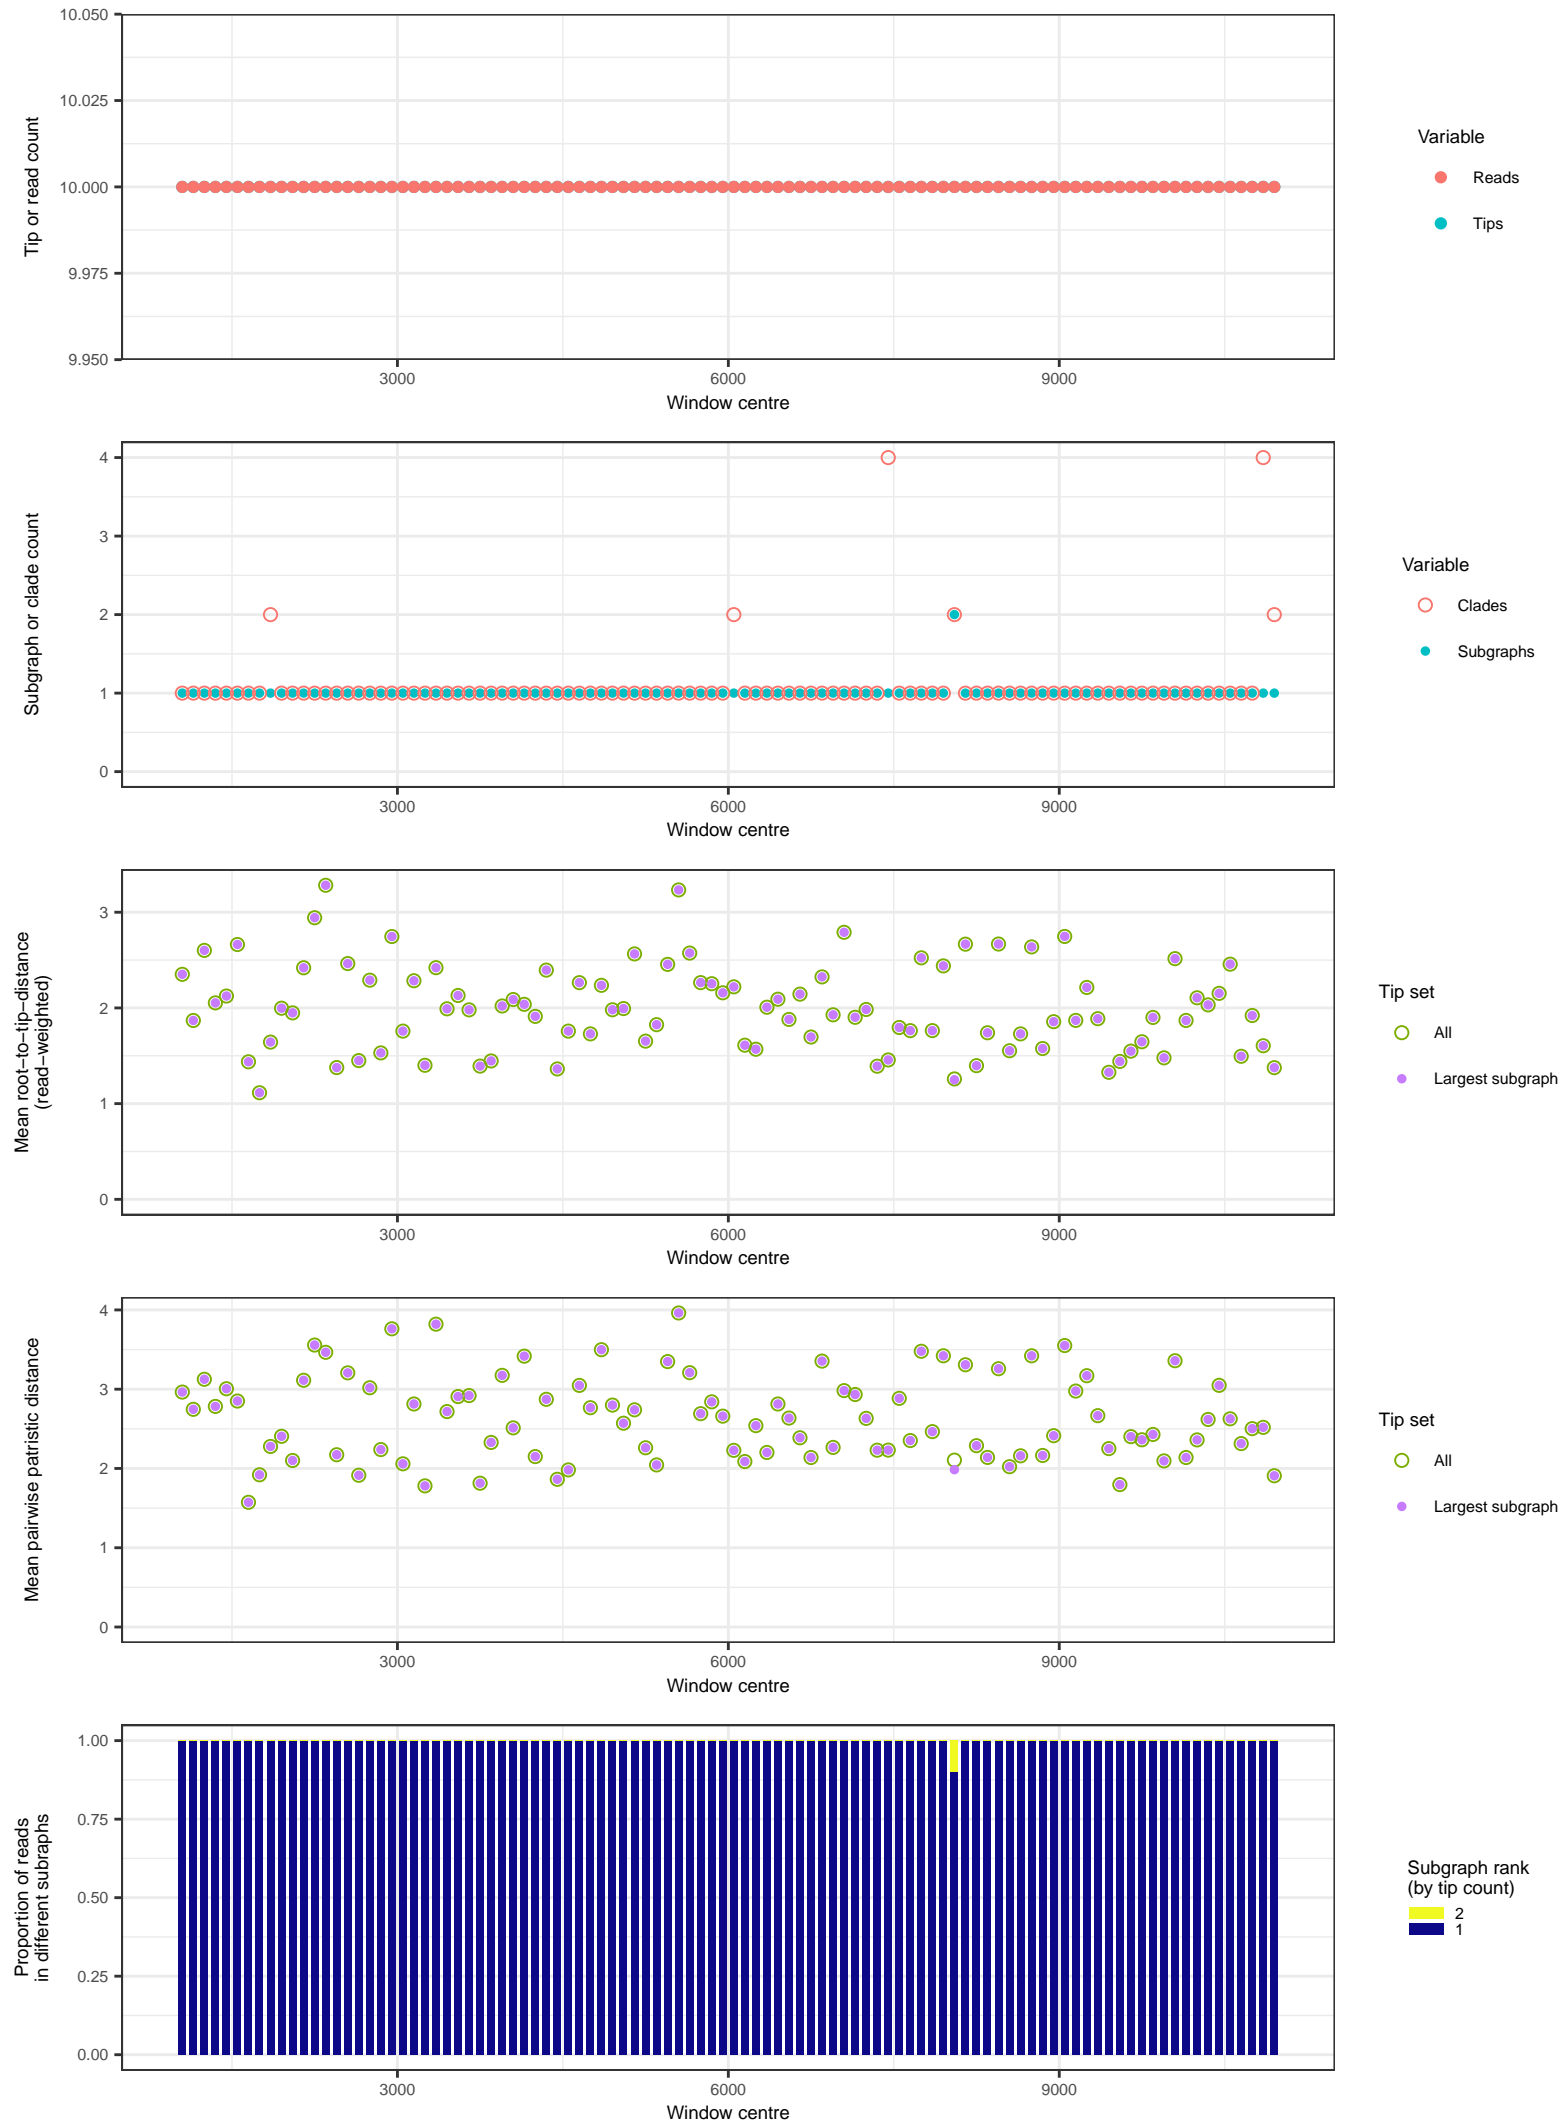 10.050
10.025
10.000
9.975
9.950
Tip or read count
3000
6000
9000
Window centre
Variable
Reads
Tips
4
3
2
1
0
Subgraph or clade count
3000
6000
9000
Window centre
Variable
Clades
Subgraphs
3
2
1
0
Mean root−to−tip−distance
(read−weighted)
3000
6000
9000
Window centre
Tip set
All
Largest subgraph
4
3
2
1
0
Mean pairwise patristic distance
3000
6000
9000
Window centre
Tip set
All
Largest subgraph
1.00
0.75
0.50
0.25
0.00
Proportion of reads
in different subraphs
3000
6000
9000
Window centre
Subgraph rank
(by tip count)
2
1